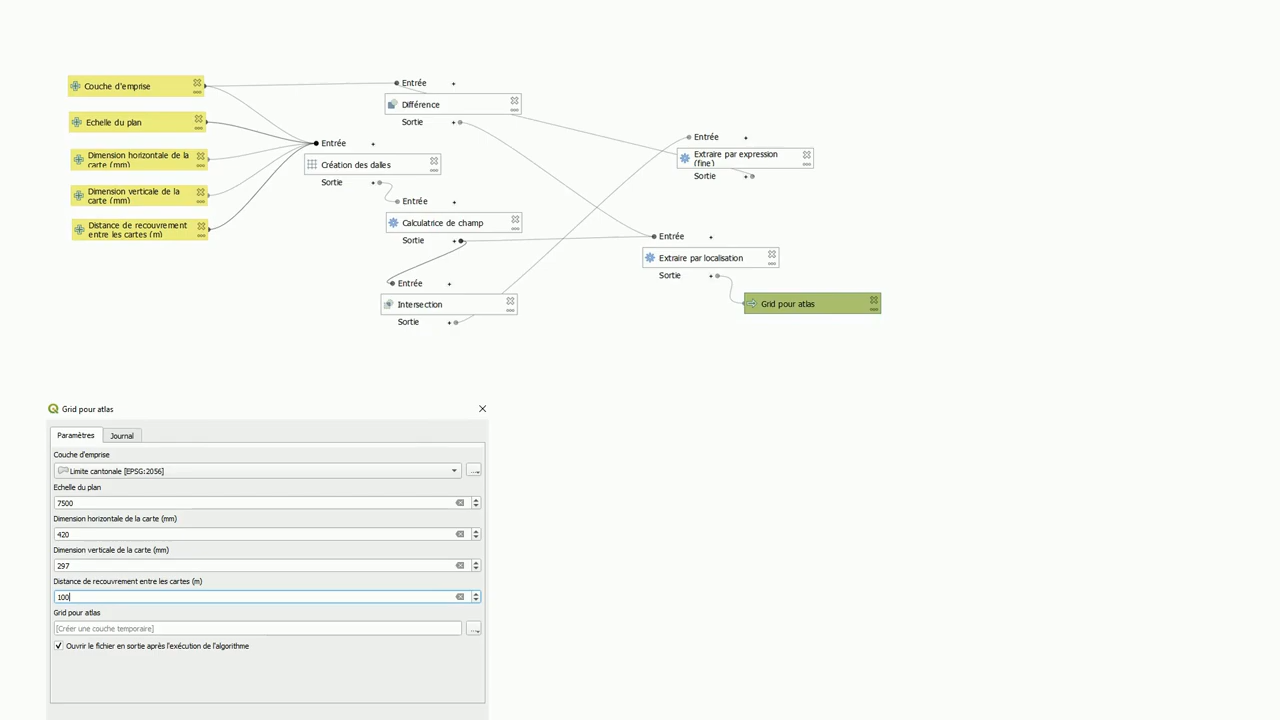 Couche d'emprise
Echelle du plan
Dimension horizontale de la
carte (mm)
Dimension verticale de la
carte (mm)
Distance de recouvrement
entre les cartes (m)
Entrée
Création des dalles
Sortie
Entrée
Différence
Sortie
Entrée
Calculatrice de champ
Sortie
Entrée
Intersection
Sortie
Entrée
Extraire par expression
(fine)
Sortie
Entrée
Extraire par localisation
Sortie
Grid pour atlas
Grid pour atlas
Paramètres Journal
Couche d'emprise
Limite cantonale [EPSG:2056]
Echelle du plan
7500
Dimension horizontale de la carte (mm)
420
Dimension verticale de la carte (mm)
297
Distance de recouvrement entre les cartes (m)
100
Grid pour atlas
[Créer une couche temporaire]
Ouvrir le fichier en sortie après l'exécution de l'algorithme